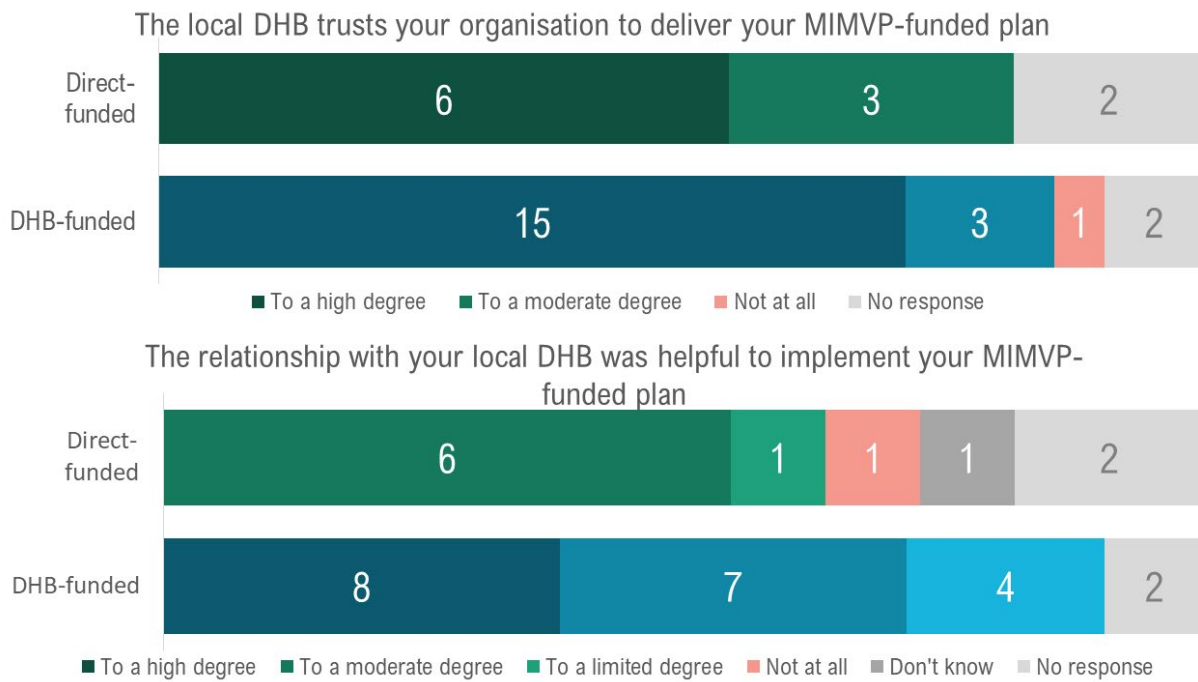 The local DHB trusts your organisation to deliver your MIMVP-funded plan
Direct-
funded
6 3 2
DHB-funded
15 3 1 2
To a high degree To a moderate degree Not at all No response
The relationship with your local DHB was helpful to implement your MIMVP-
funded plan
Direct-
funded
6 1 1 1 2
DHB-funded
8 7 4 2
To a high degree To a moderate degree To a limited degree Not at all Don't know No response